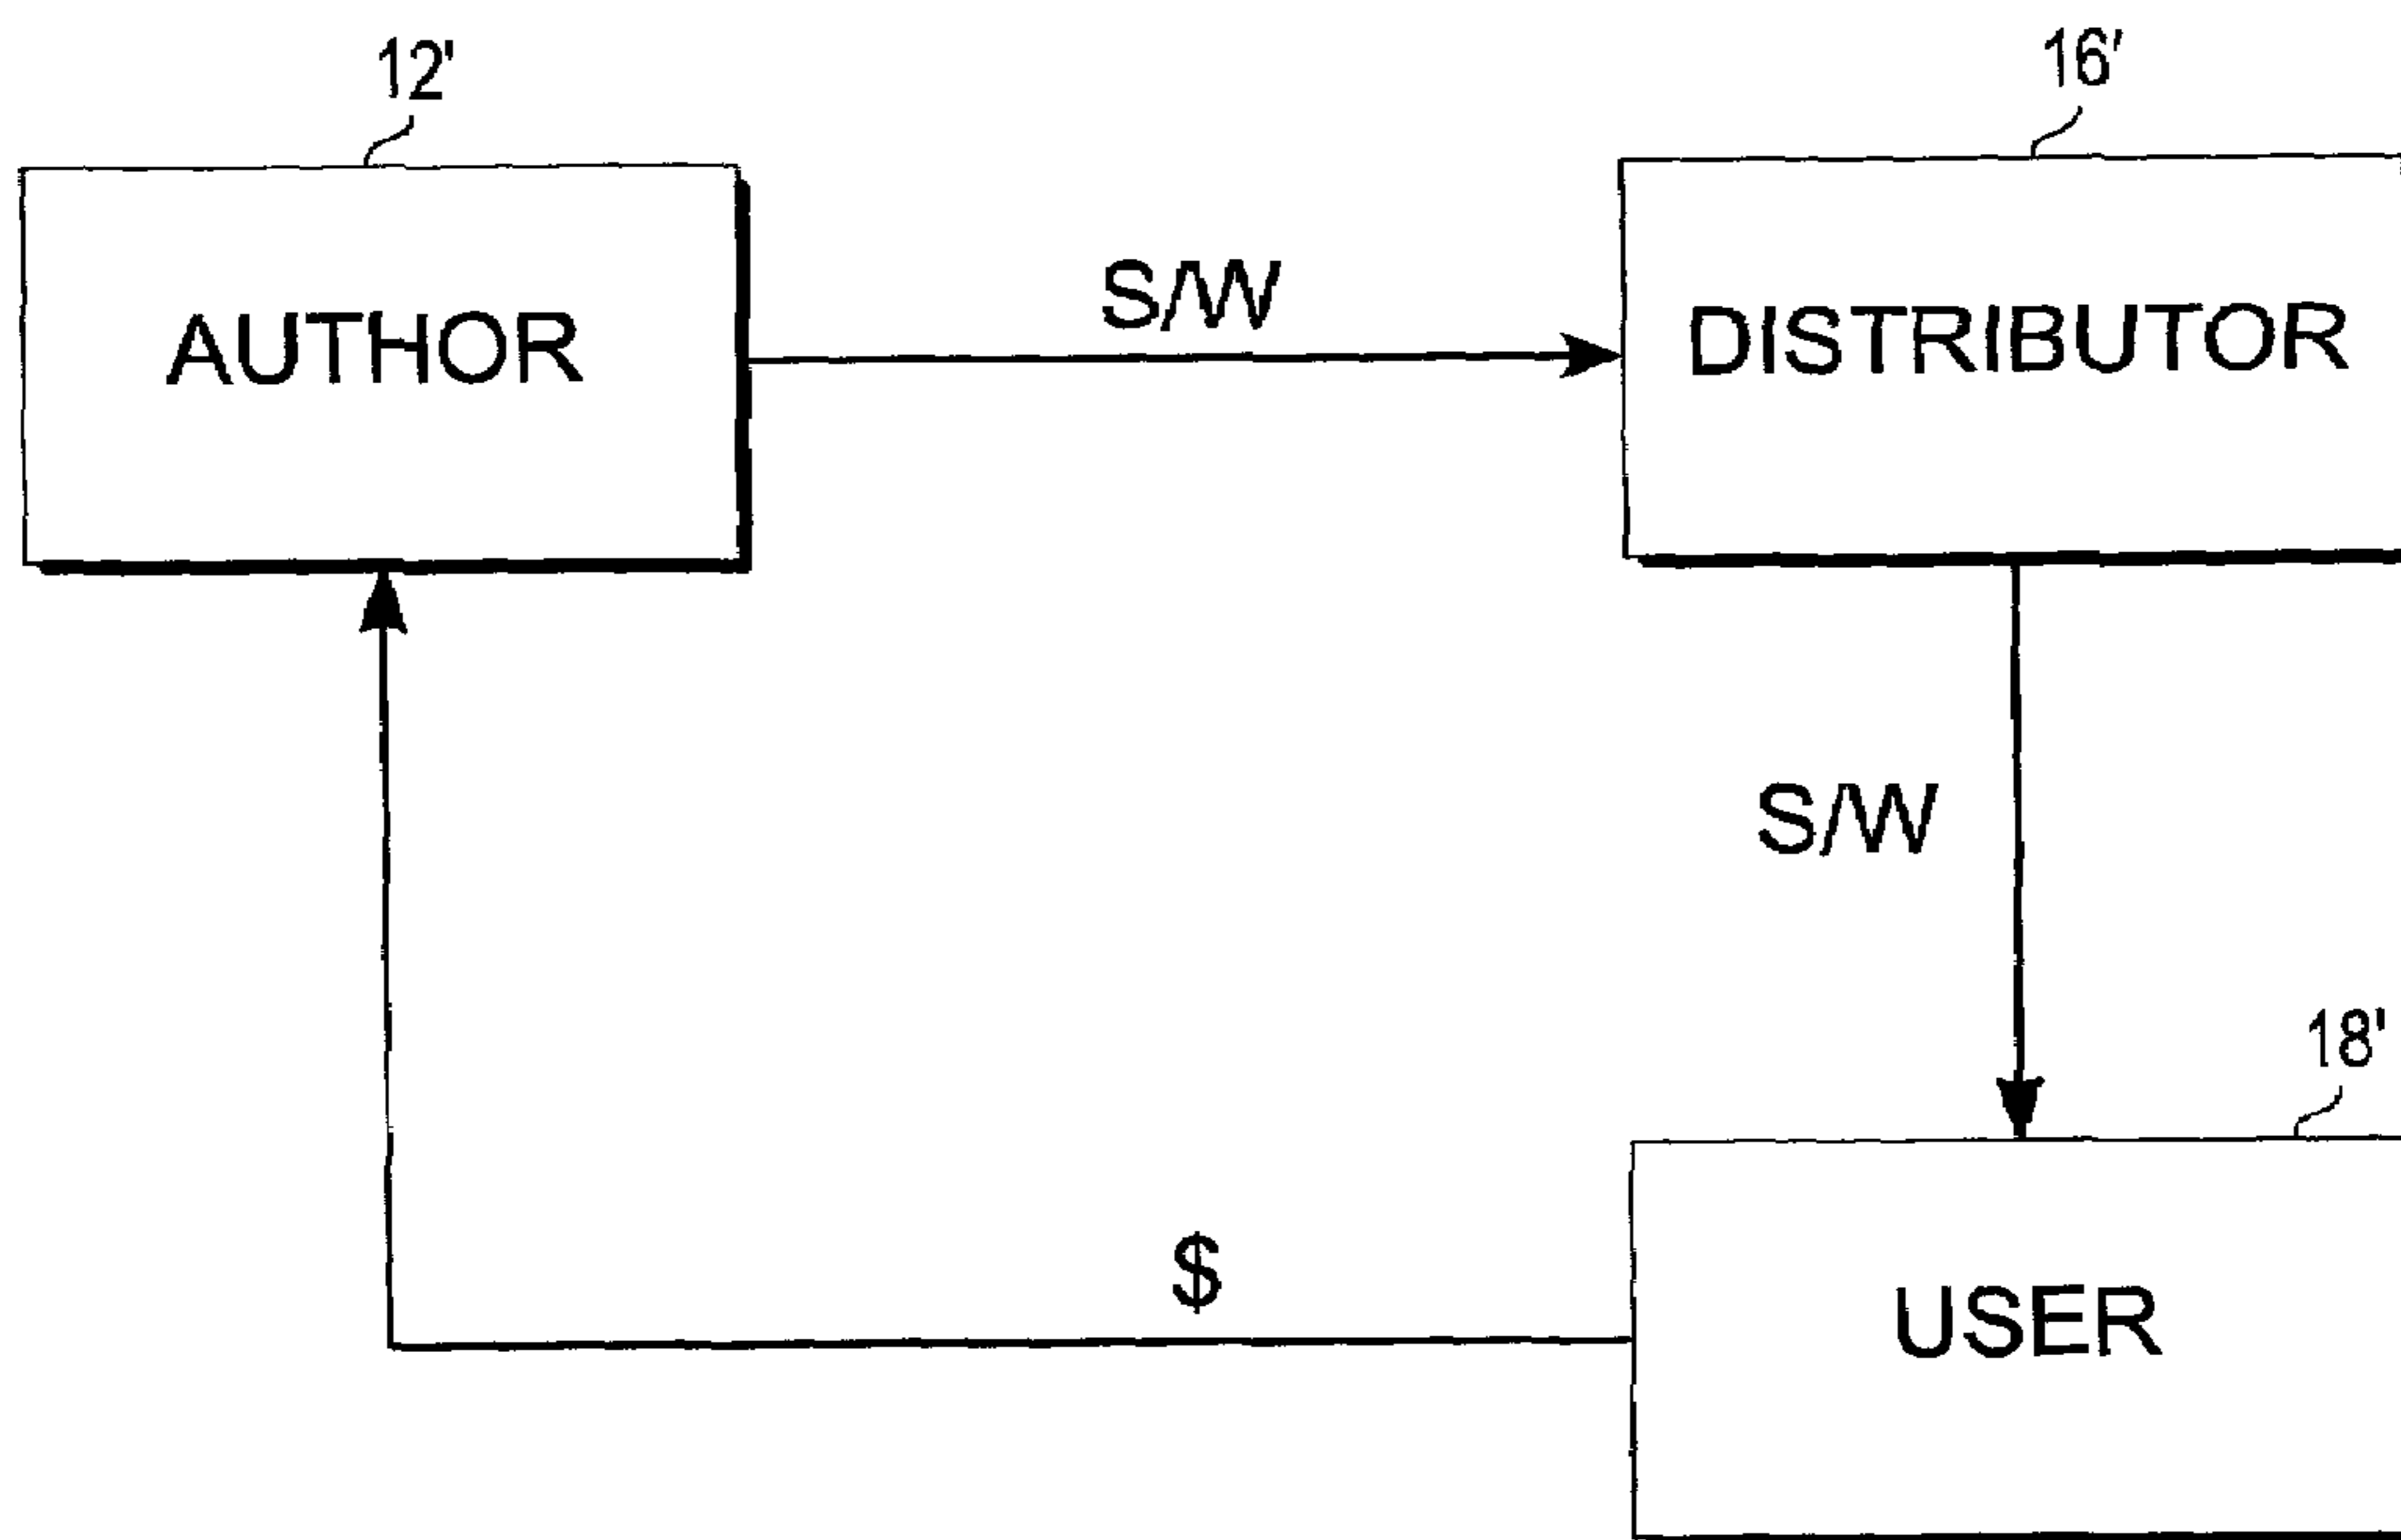 12'
16'
AUTHOR
S/W
DISTRIBUTOR
S/W
18'
$
USER